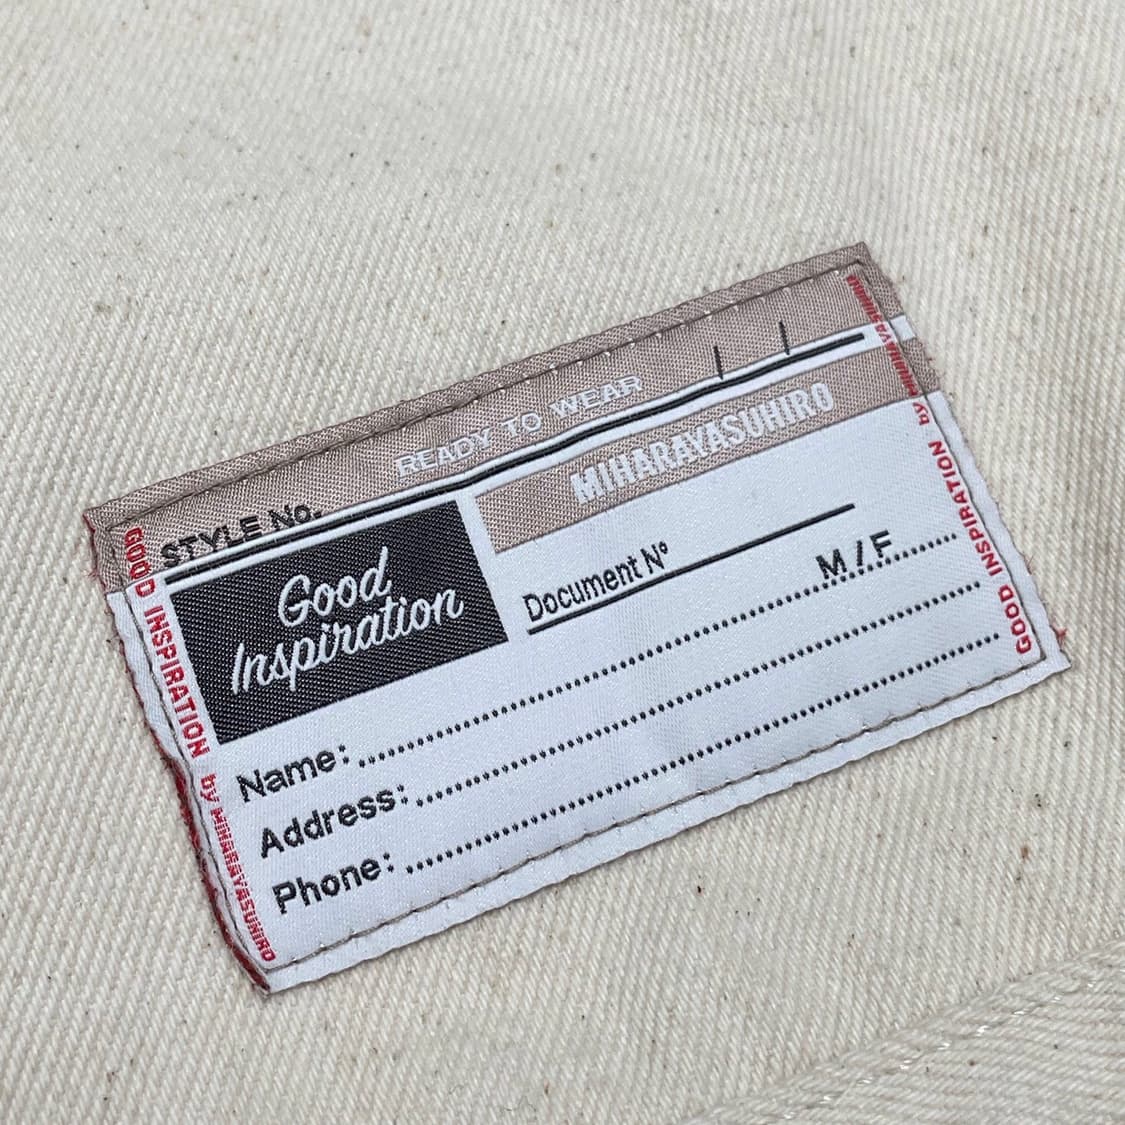 READY TO WEAR
STYLE No.
MIHARAYASUHIRO
Good
Inspiration
Document Nº
M / F
Name:
Address:
Phone:
GOOD INSPIRATION by MIHARAYASUHIRO
GOOD INSPIRATION by MIHARAYASUHIRO